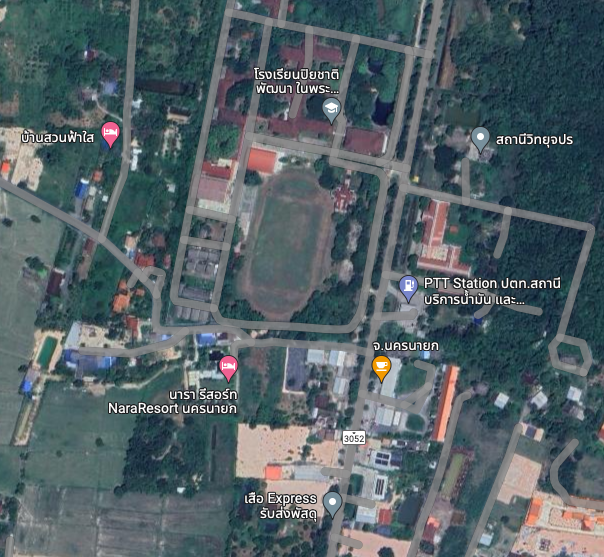 โรงเรียนปิยชาติ
พัฒนา ในพระ...
บ้านสวนฟ้าใส
สถานีวิทยุจปร
PTT Station ปตท.สถานี
บริการน้ำมัน และ...
จ.นครนายก
นารา รีสอร์ท
NaraResort นครนายก
3052
เสือ Express
รับส่งพัสดุ